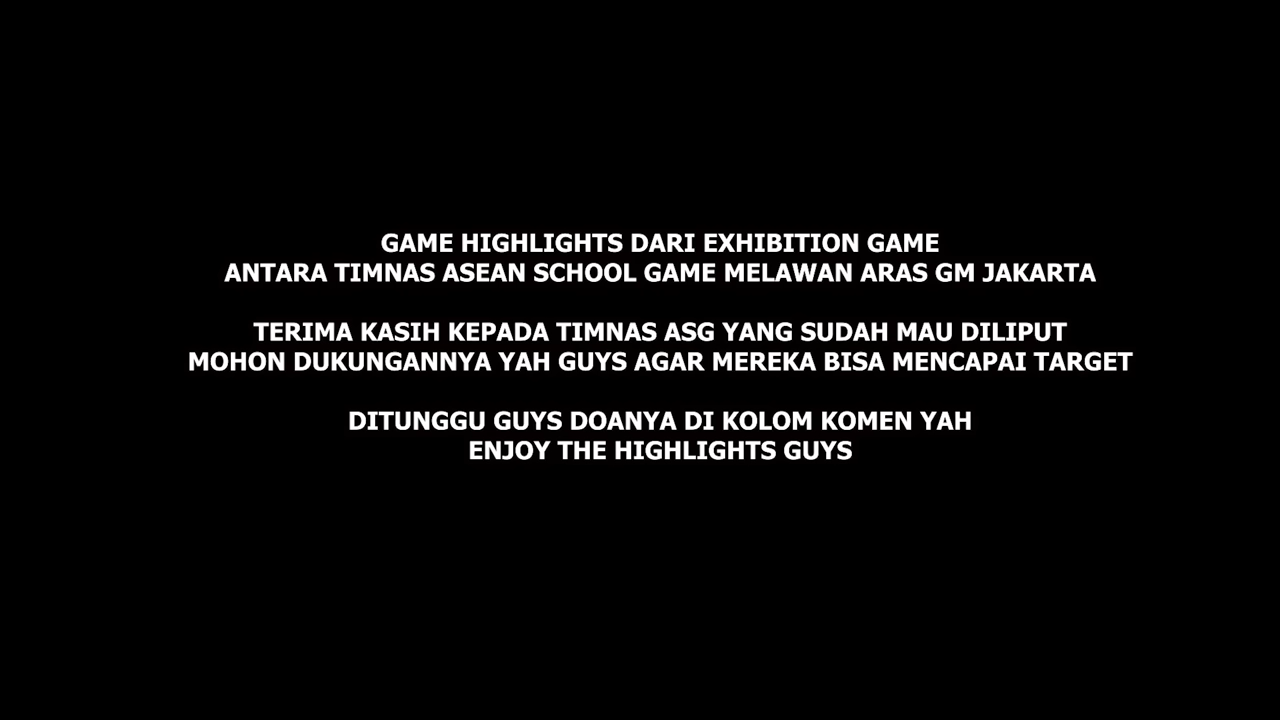 GAME HIGHLIGHTS DARI EXHIBITION GAME
ANTARA TIMNAS ASEAN SCHOOL GAME MELAWAN ARAS GM JAKARTA
TERIMA KASIH KEPADA TIMNAS ASG YANG SUDAH MAU DILIPUT
MOHON DUKUNGANNYA YAH GUYS AGAR MEREKA BISA MENCAPAI TARGET
DITUNGGU GUYS DOANYA DI KOLOM KOMEN YAH
ENJOY THE HIGHLIGHTS GUYS